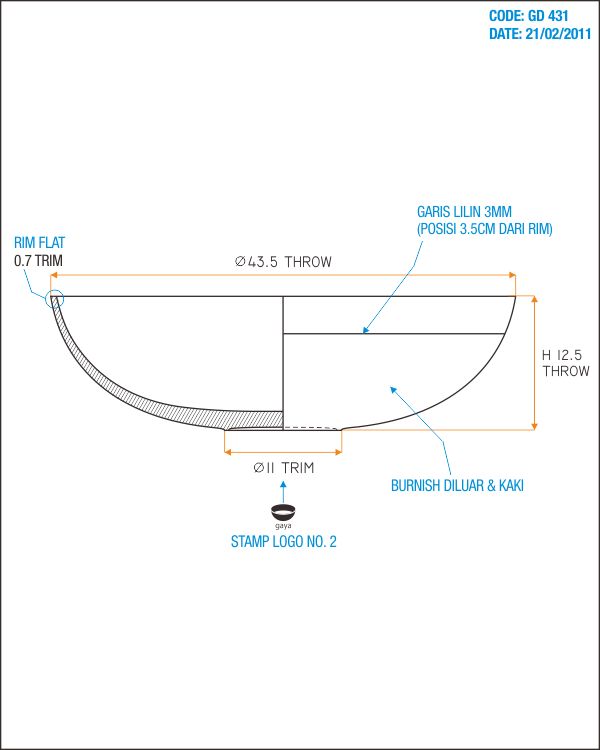 CODE: GD 431
DATE: 21/02/2011
GARIS LILIN 3MM
(POSISI 3.5CM DARI RIM)
RIM FLAT
0.7 TRIM
Ø43.5 THROW
H 12.5
THROW
Ø11 TRIM
BURNISH DILUAR & KAKI
gaya
STAMP LOGO NO. 2